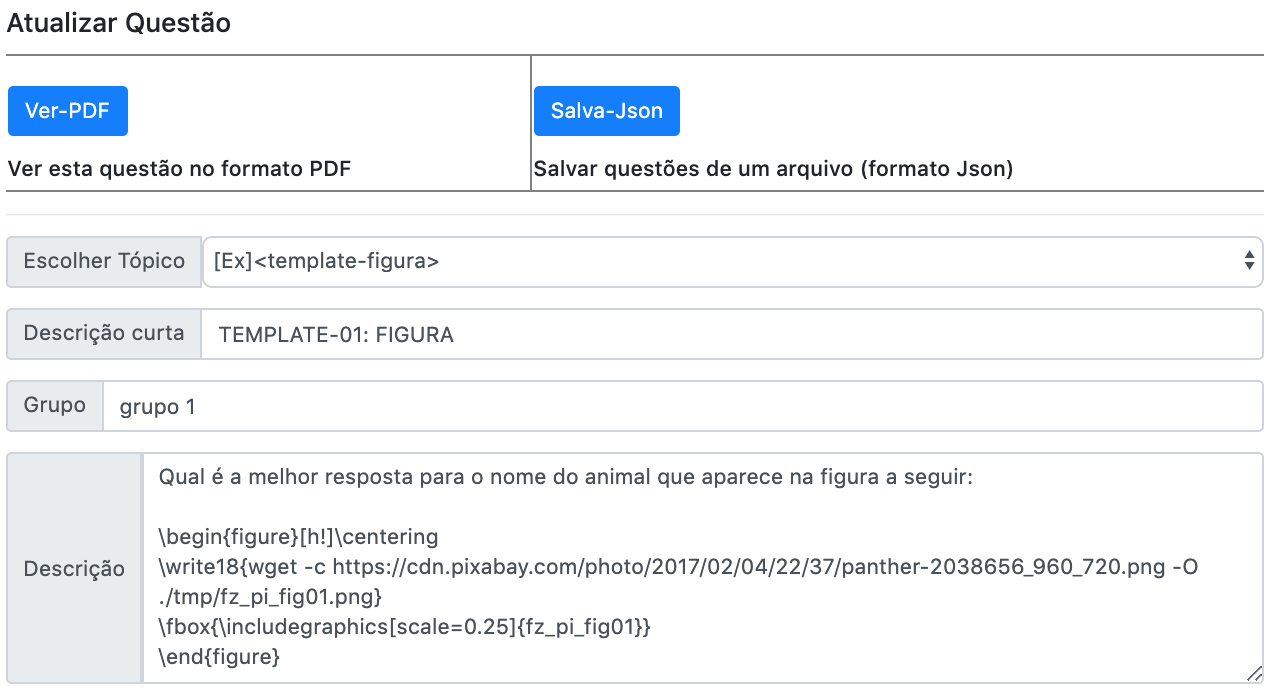 Atualizar Questão
Ver-PDF
Salva-Json
Ver esta questão no formato PDF
Salvar questões de um arquivo (formato Json)
Escolher Tópico
[Ex]<template-figura>
Descrição curta
TEMPLATE-01: FIGURA
Grupo
grupo 1
Descrição
Qual é a melhor resposta para o nome do animal que aparece na figura a seguir:
\begin{figure}[h!]\centering
\write18{wget -c https://cdn.pixabay.com/photo/2017/02/04/22/37/panther-2038656_960_720.png -O
./tmp/fz_pi_fig01.png}
\fbox{\includegraphics[scale=0.25]{fz_pi_fig01}}
\end{figure}